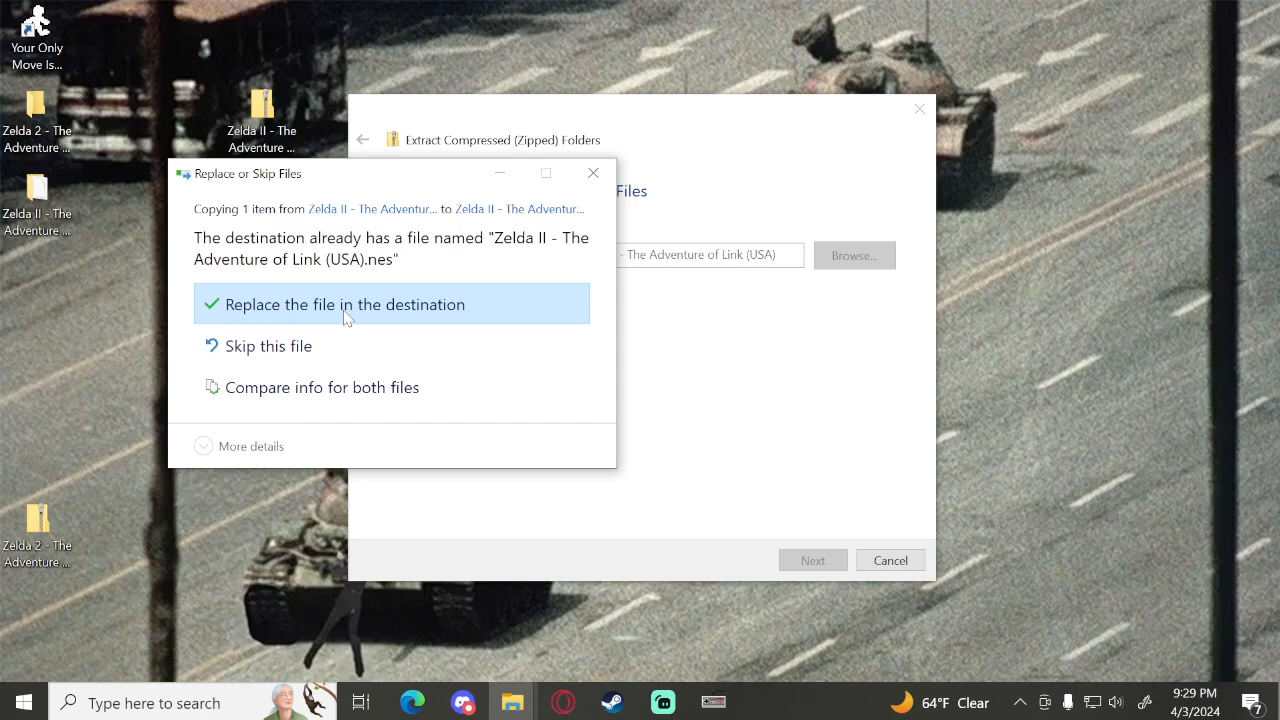 Your Only
Move Is...
Zelda 2 - The
Adventure ...
Zelda II - The
Adventure ...
Zelda II - The
Adventure ...
Zelda 2 - The
Adventure ...
Extract Compressed (Zipped) Folders
Files
- The Adventure of Link (USA)
Browse...
Next
Cancel
Replace or Skip Files
Copying 1 item from Zelda II - The Adventur... to Zelda II - The Adventur...
The destination already has a file named "Zelda II - The
Adventure of Link (USA).nes"
Replace the file in the destination
Skip this file
Compare info for both files
More details
Type here to search
64°F Clear
9:29 PM
4/3/2024
7